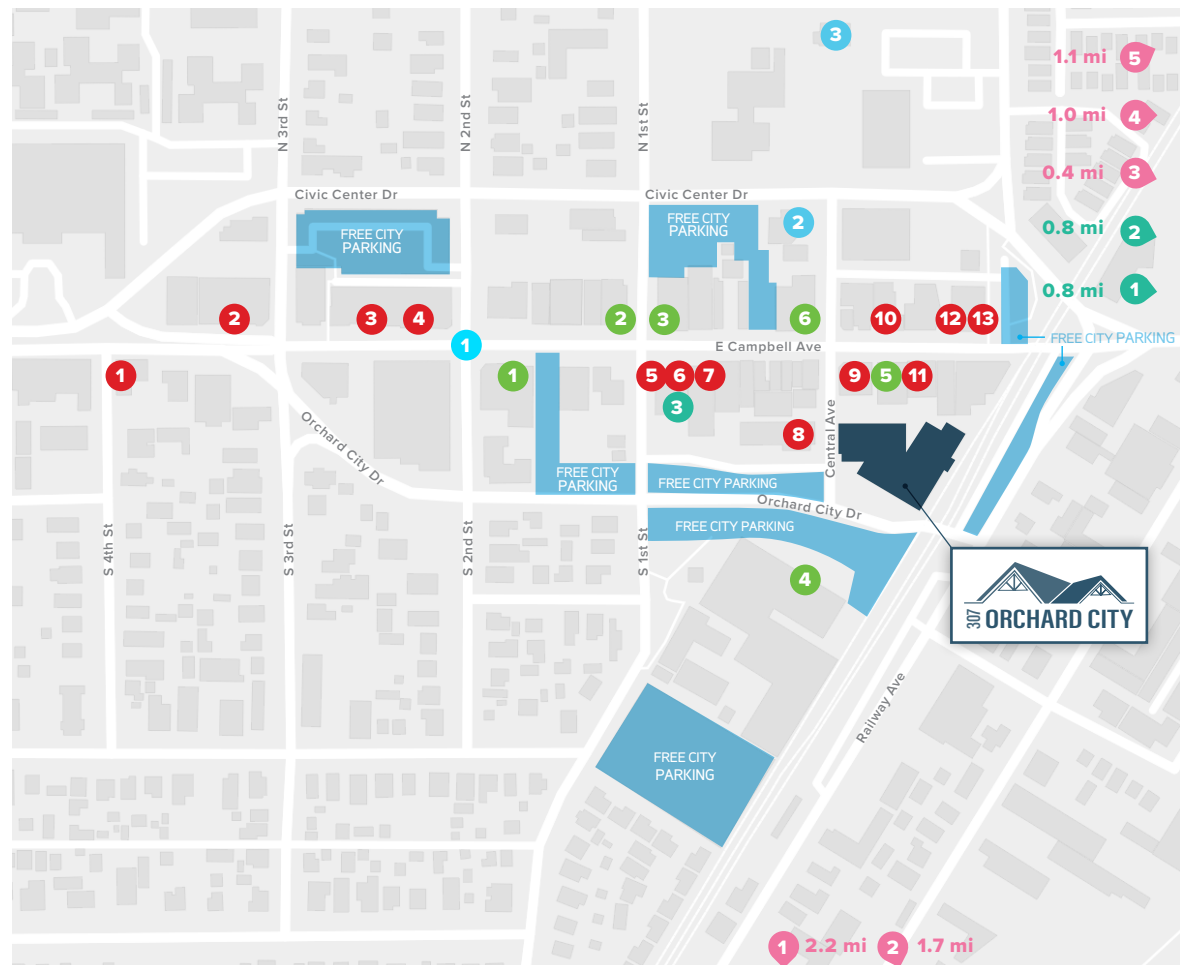 3
1.1 mi 5
1.0 mi 4
0.4 mi 3
0.8 mi 2
0.8 mi 1
N 3rd St
N 2nd St
N 1st St
Civic Center Dr
Civic Center Dr
FREE CITY
PARKING
FREE CITY
PARKING
2
2
3
4
2
3
6
10
12
13
1
E Campbell Ave
FREE CITY PARKING
1
1
5
6
7
9
5
11
3
8
Central Ave
Orchard City Dr
FREE CITY
PARKING
FREE CITY PARKING
Orchard City Dr
FREE CITY PARKING
S 4th St
S 3rd St
S 2nd St
S 1st St
4
307 ORCHARD CITY
Railway Ave
FREE CITY
PARKING
1 2.2 mi
2 1.7 mi